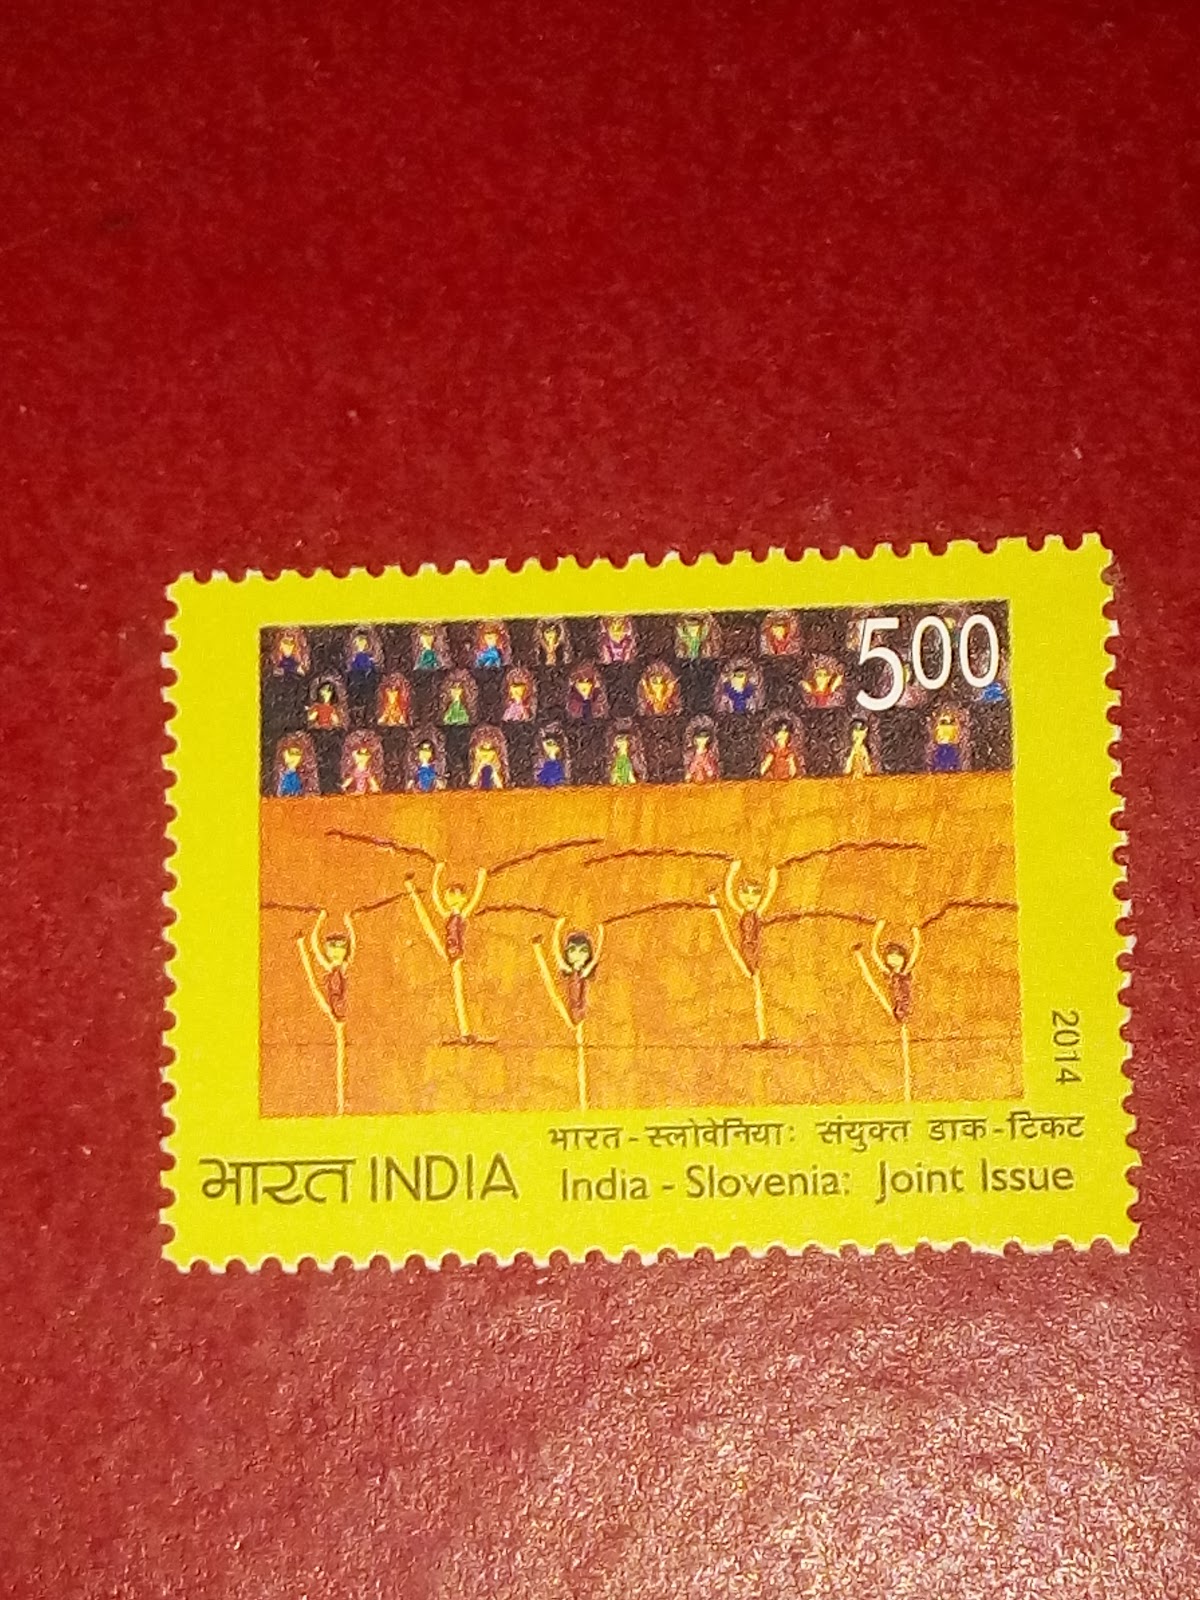 5.00
2014
भारत - स्लोवेनिया: संयुक्त डाक - टिकट
भारत INDIA India - Slovenia: Joint Issue